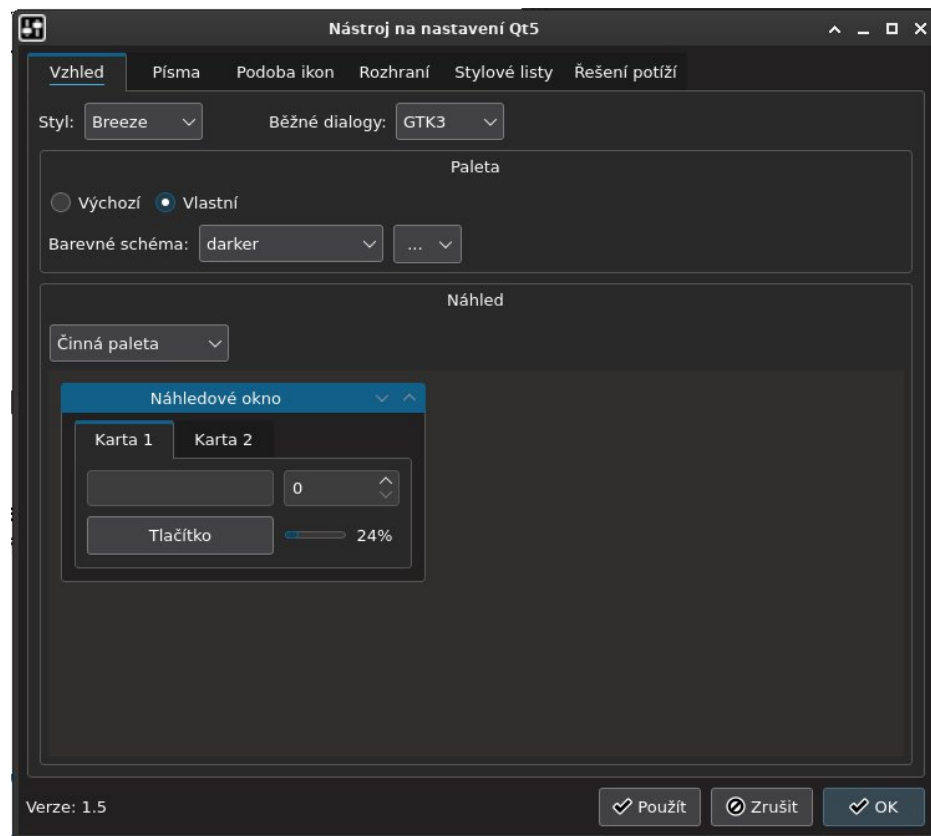 Nástroj na nastavení Qt5
Vzhled Písma Podoba ikon Rozhraní Stylové listy Řešení potíží
Styl: Breeze Běžné dialogy: GTK3
Paleta
Výchozí Vlastní
Barevné schéma: darker ...
Náhled
Činná paleta
Náhledové okno
Karta 1 Karta 2
0
Tlačítko 24%
Verze: 1.5 Použít Zrušit OK